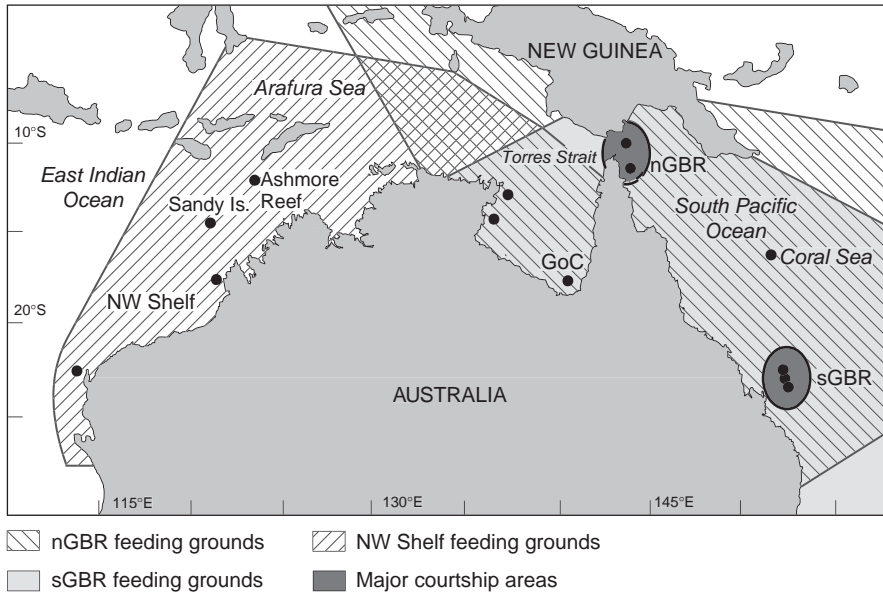 NEW GUINEA
Arafura Sea
10°S
Torres Strait
nGBR
East Indian
Ocean
Ashmore
Reef
Sandy Is.
South Pacific
Ocean
Coral Sea
GoC
NW Shelf
20°S
sGBR
AUSTRALIA
115°E
130°E
145°E
nGBR feeding grounds
NW Shelf feeding grounds
sGBR feeding grounds
Major courtship areas